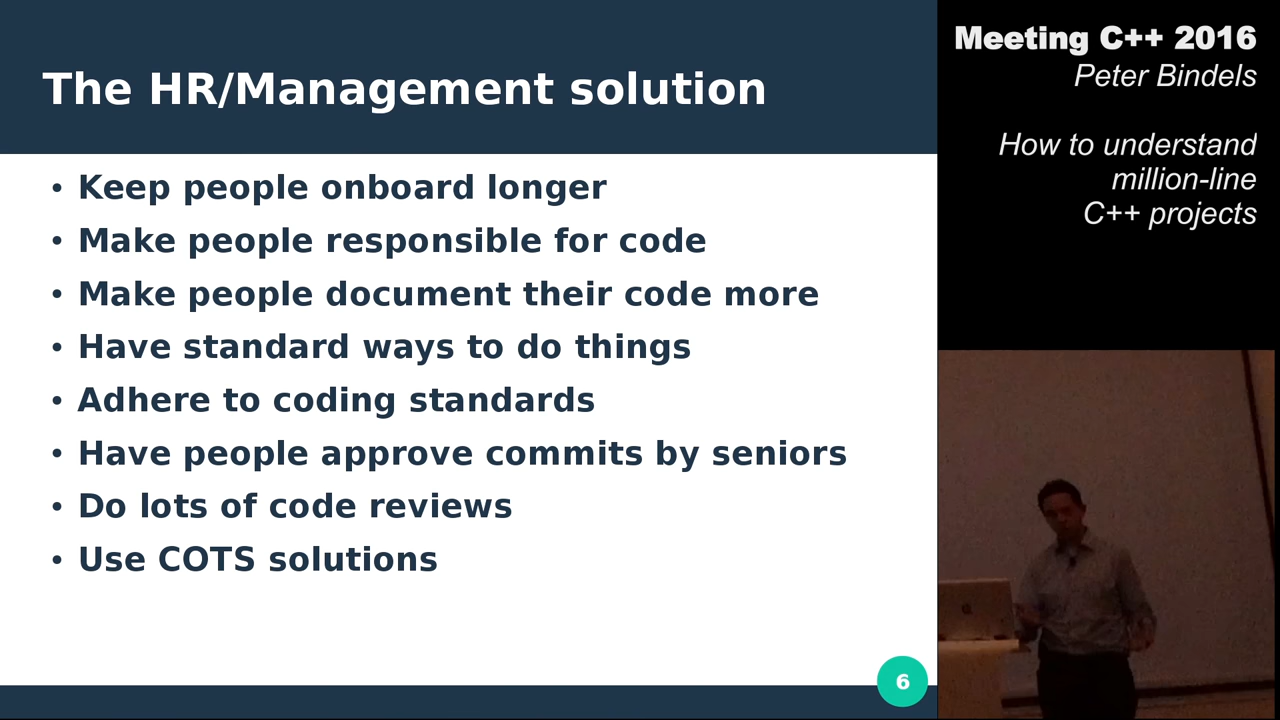 The HR/Management solution
• Keep people onboard longer
• Make people responsible for code
• Make people document their code more
• Have standard ways to do things
• Adhere to coding standards
• Have people approve commits by seniors
• Do lots of code reviews
• Use COTS solutions
6
Meeting C++ 2016
Peter Bindels
How to understand
million-line
C++ projects